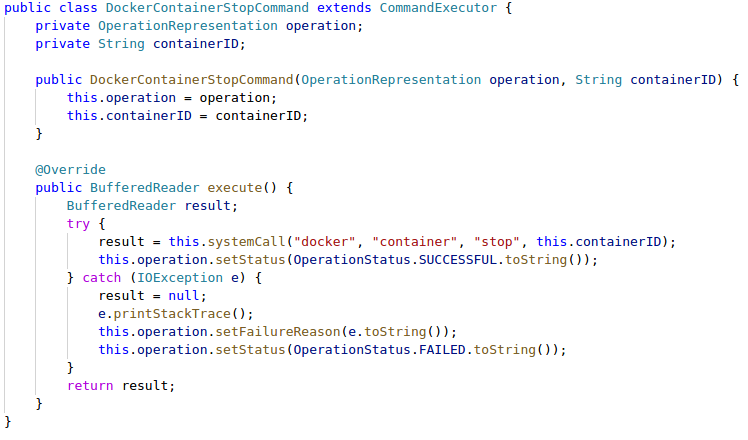 public class DockerContainerStopCommand extends CommandExecutor {
    private OperationRepresentation operation;
    private String containerID;

    public DockerContainerStopCommand(OperationRepresentation operation, String containerID) {
        this.operation = operation;
        this.containerID = containerID;
    }

    @Override
    public BufferedReader execute() {
        BufferedReader result;
        try {
            result = this.systemCall("docker", "container", "stop", this.containerID);
            this.operation.setStatus(OperationStatus.SUCCESSFUL.toString());
        } catch (IOException e) {
            result = null;
            e.printStackTrace();
            this.operation.setFailureReason(e.toString());
            this.operation.setStatus(OperationStatus.FAILED.toString());
        }
        return result;
    }
}